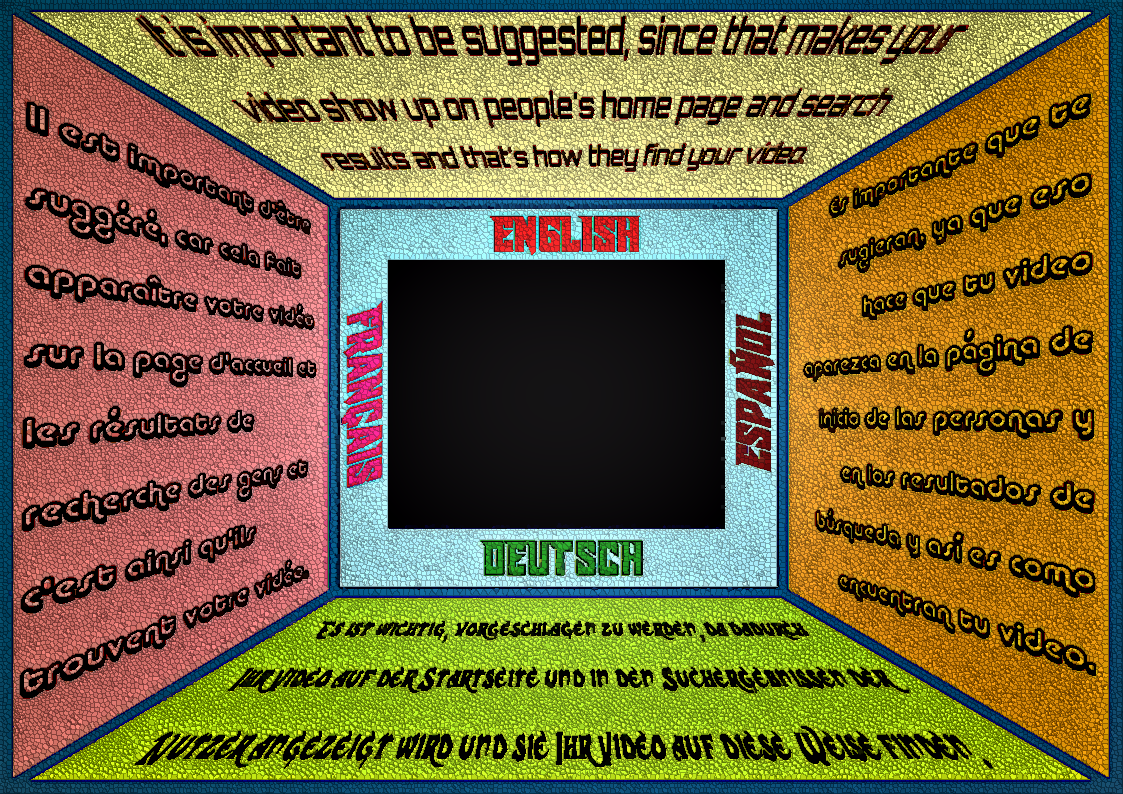 It's important to be suggested, since that makes your
video show up on people's home page and search
results and that's how they find your video.
Il est important d'être
suggéré, car cela fait
apparaître votre vidéo
sur la page d'accueil et
les résultats de
recherche des gens et
c'est ainsi qu'ils
trouvent votre vidéo.
ENGLISH
FRANÇAIS
ESPAÑOL
DEUTSCH
Es importante que te
sugieran, ya que eso
hace que tu video
aparezca en la página de
inicio de las personas y
en los resultados de
búsqueda y así es como
encuentran tu video.
Es ist wichtig, vorgeschlagen zu werden, da dadurch
Ihr Video auf der Startseite und in den Suchergebnissen der
Nutzer angezeigt wird und sie Ihr Video auf diese Weise finden.